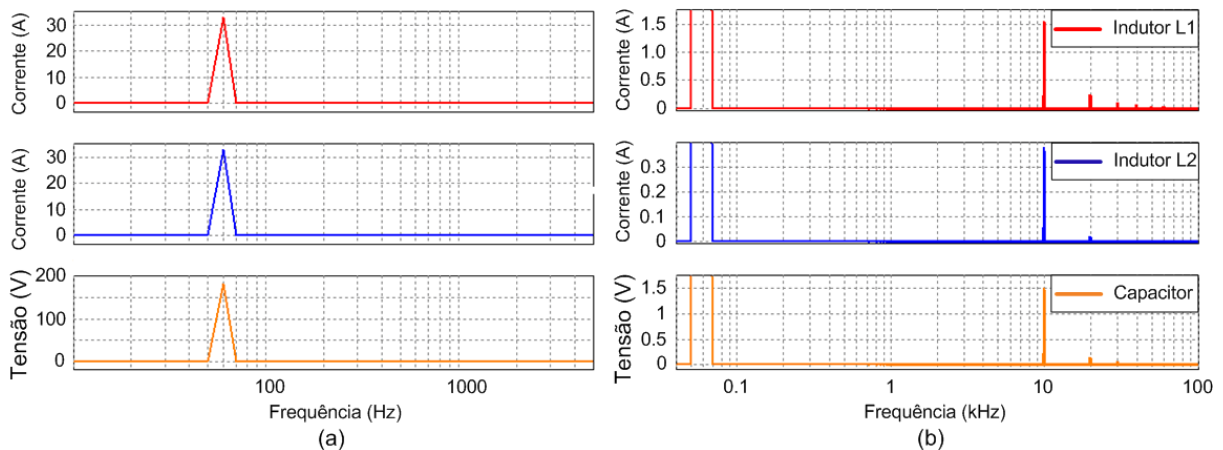 Corrente (A)
30
20
10
0
Corrente (A)
30
20
10
0
Tensão (V)
200
100
0
100
1000
Frequência (Hz)
(a)
Corrente (A)
1.5
1.0
0.5
0
Indutor L1
Corrente (A)
0.3
0.2
0.1
0
Indutor L2
Tensão (V)
1.5
1
0.5
0
Capacitor
0.1
1
10
100
Frequência (kHz)
(b)